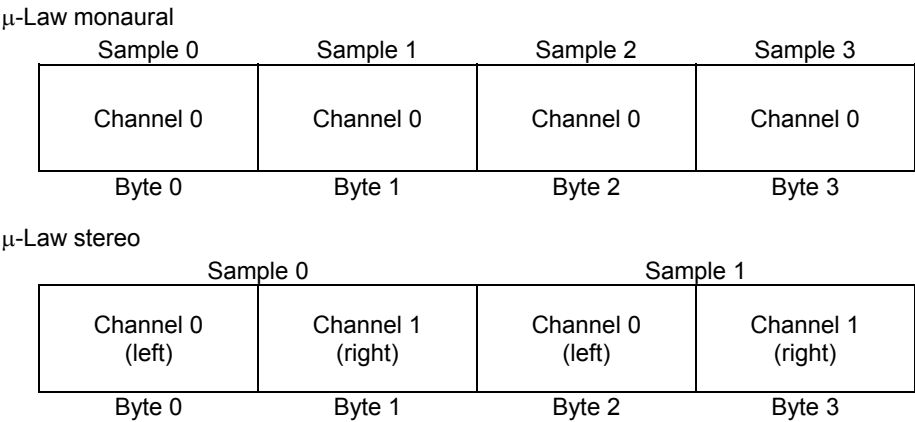 μ-Law monaural
Sample 0 Sample 1 Sample 2 Sample 3
Channel 0 Channel 0 Channel 0 Channel 0
Byte 0 Byte 1 Byte 2 Byte 3
μ-Law stereo
Sample 0 Sample 1
Channel 0 Channel 1 Channel 0 Channel 1
(left) (right) (left) (right)
Byte 0 Byte 1 Byte 2 Byte 3